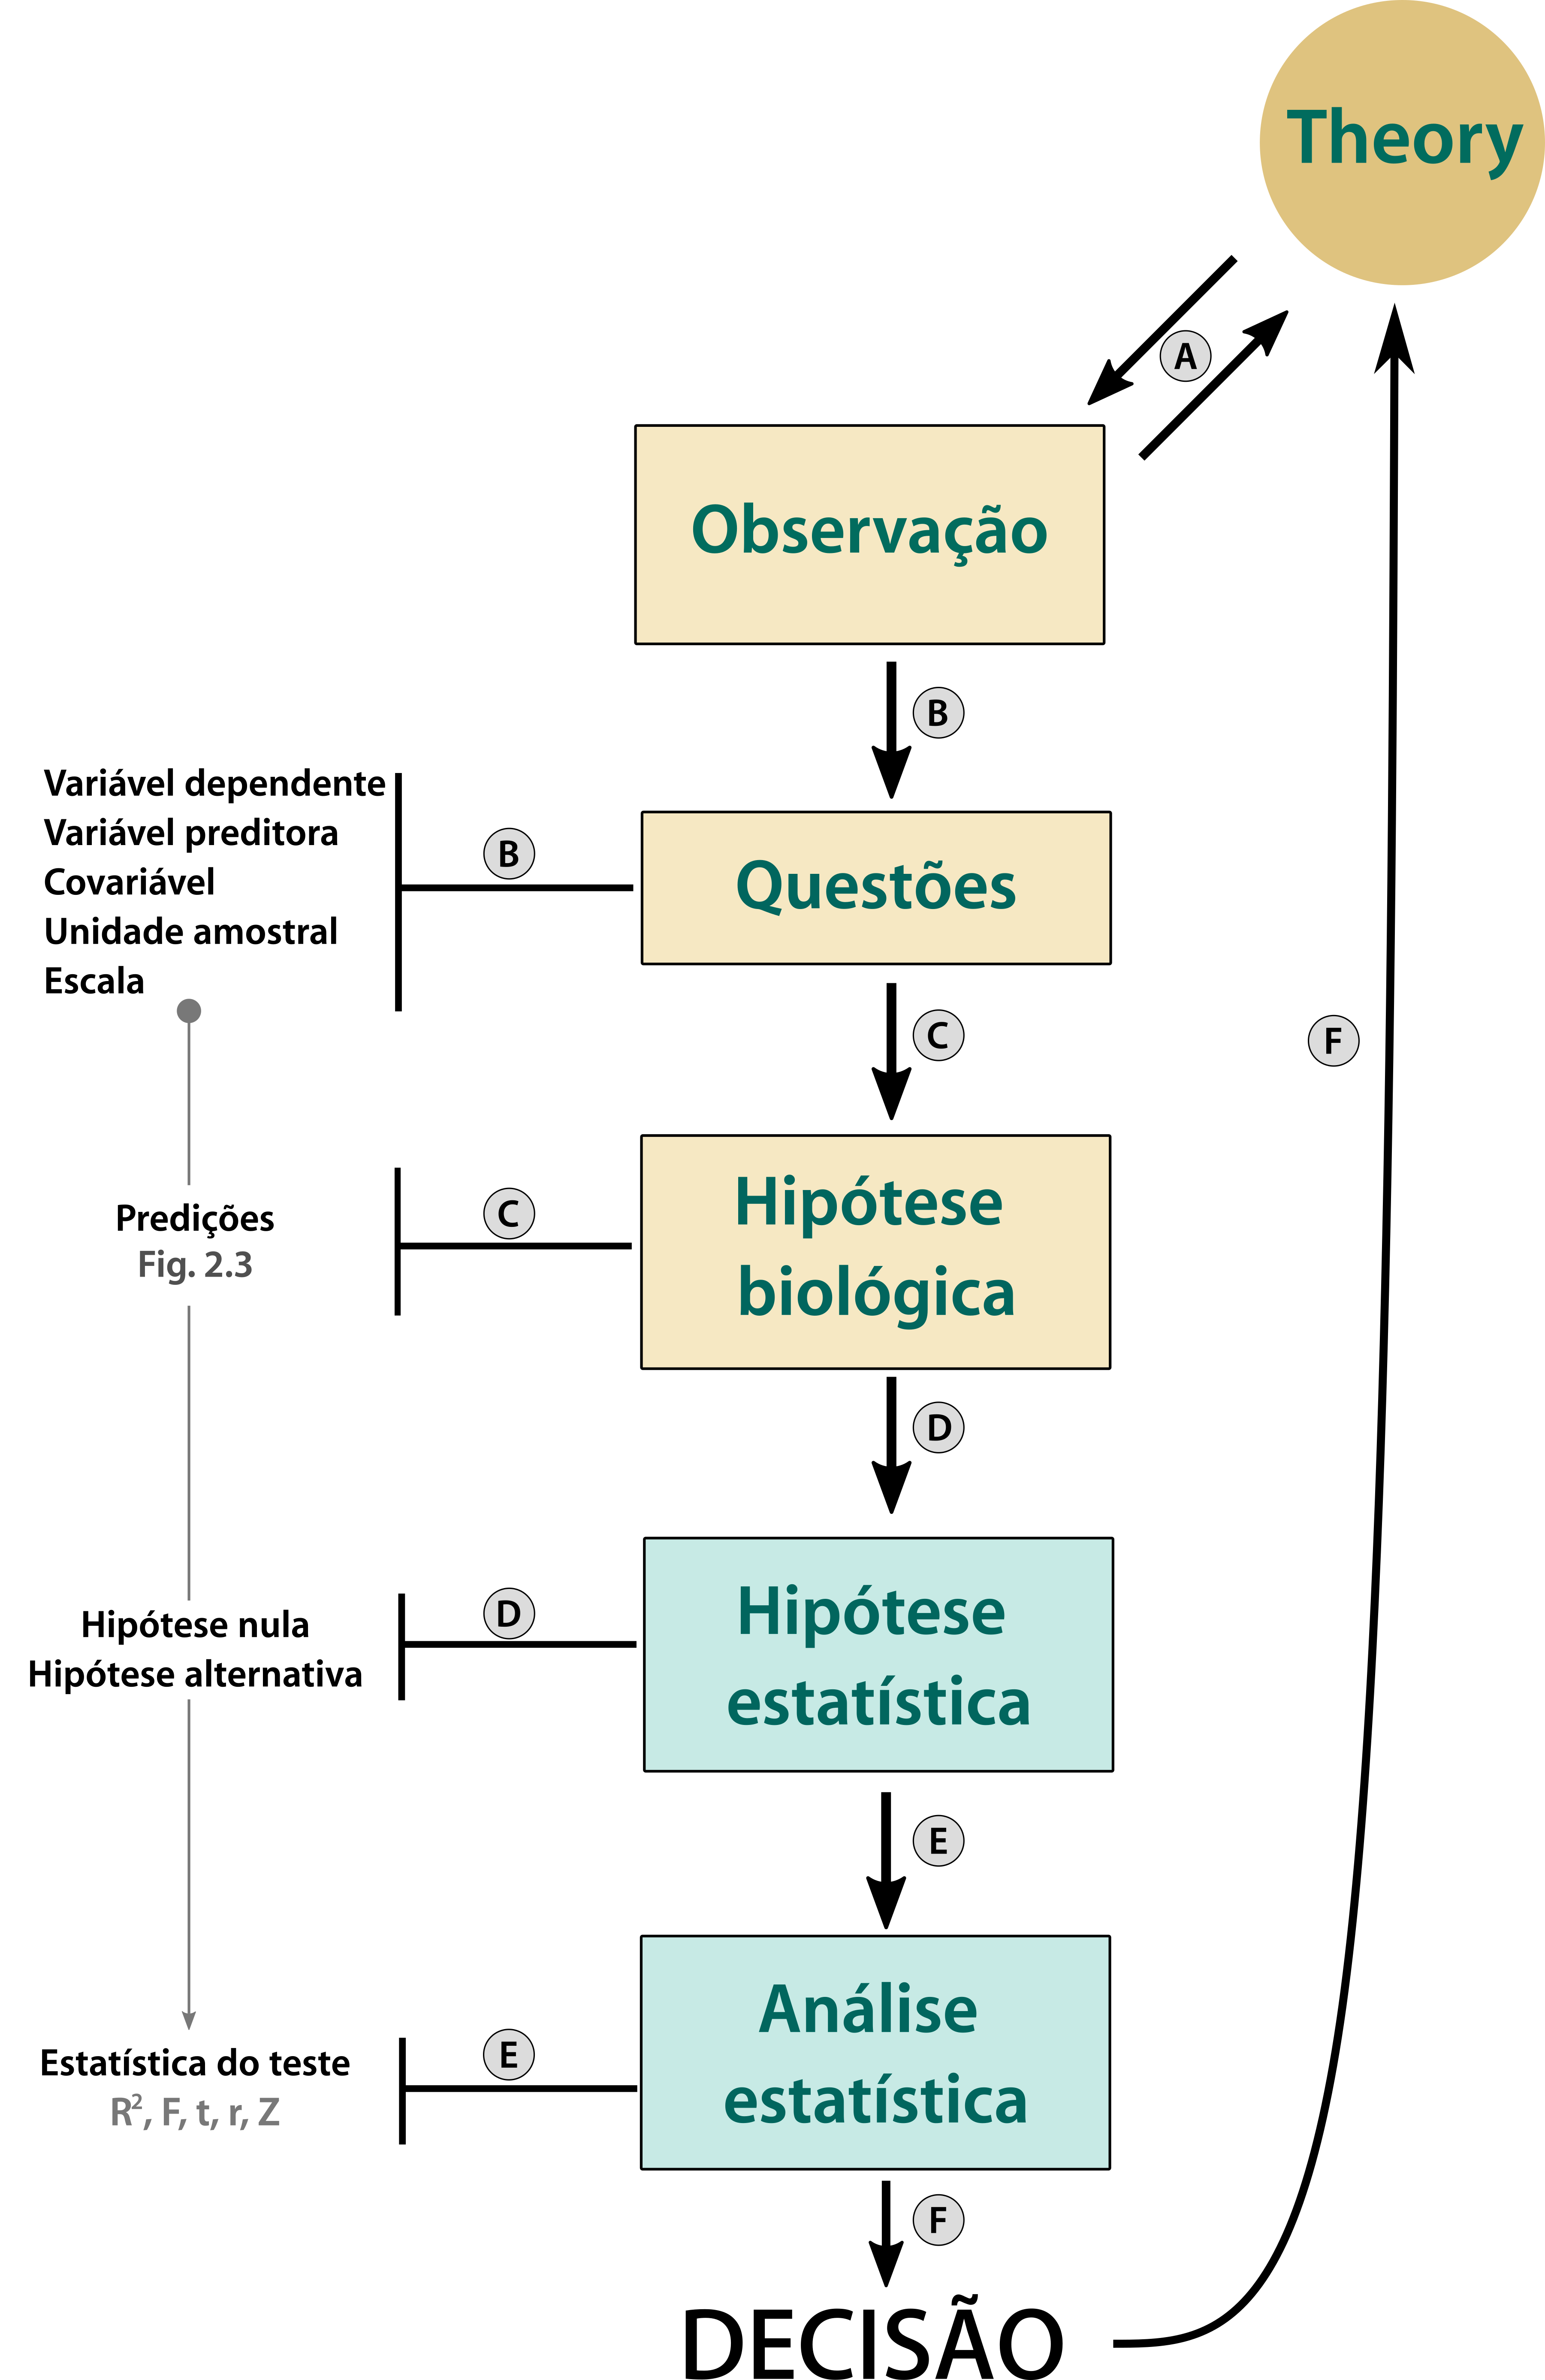 Theory
A
Observação
B
Variável dependente
Variável preditora
Covariável
Unidade amostral
Escala
B
Questões
C
F
Predições
Fig. 2.3
C
Hipótese
biológica
D
Hipótese nula
Hipótese alternativa
D
Hipótese
estatística
E
Estatística do teste
R², F, t, r, Z
E
Análise
estatística
F
DECISÃO